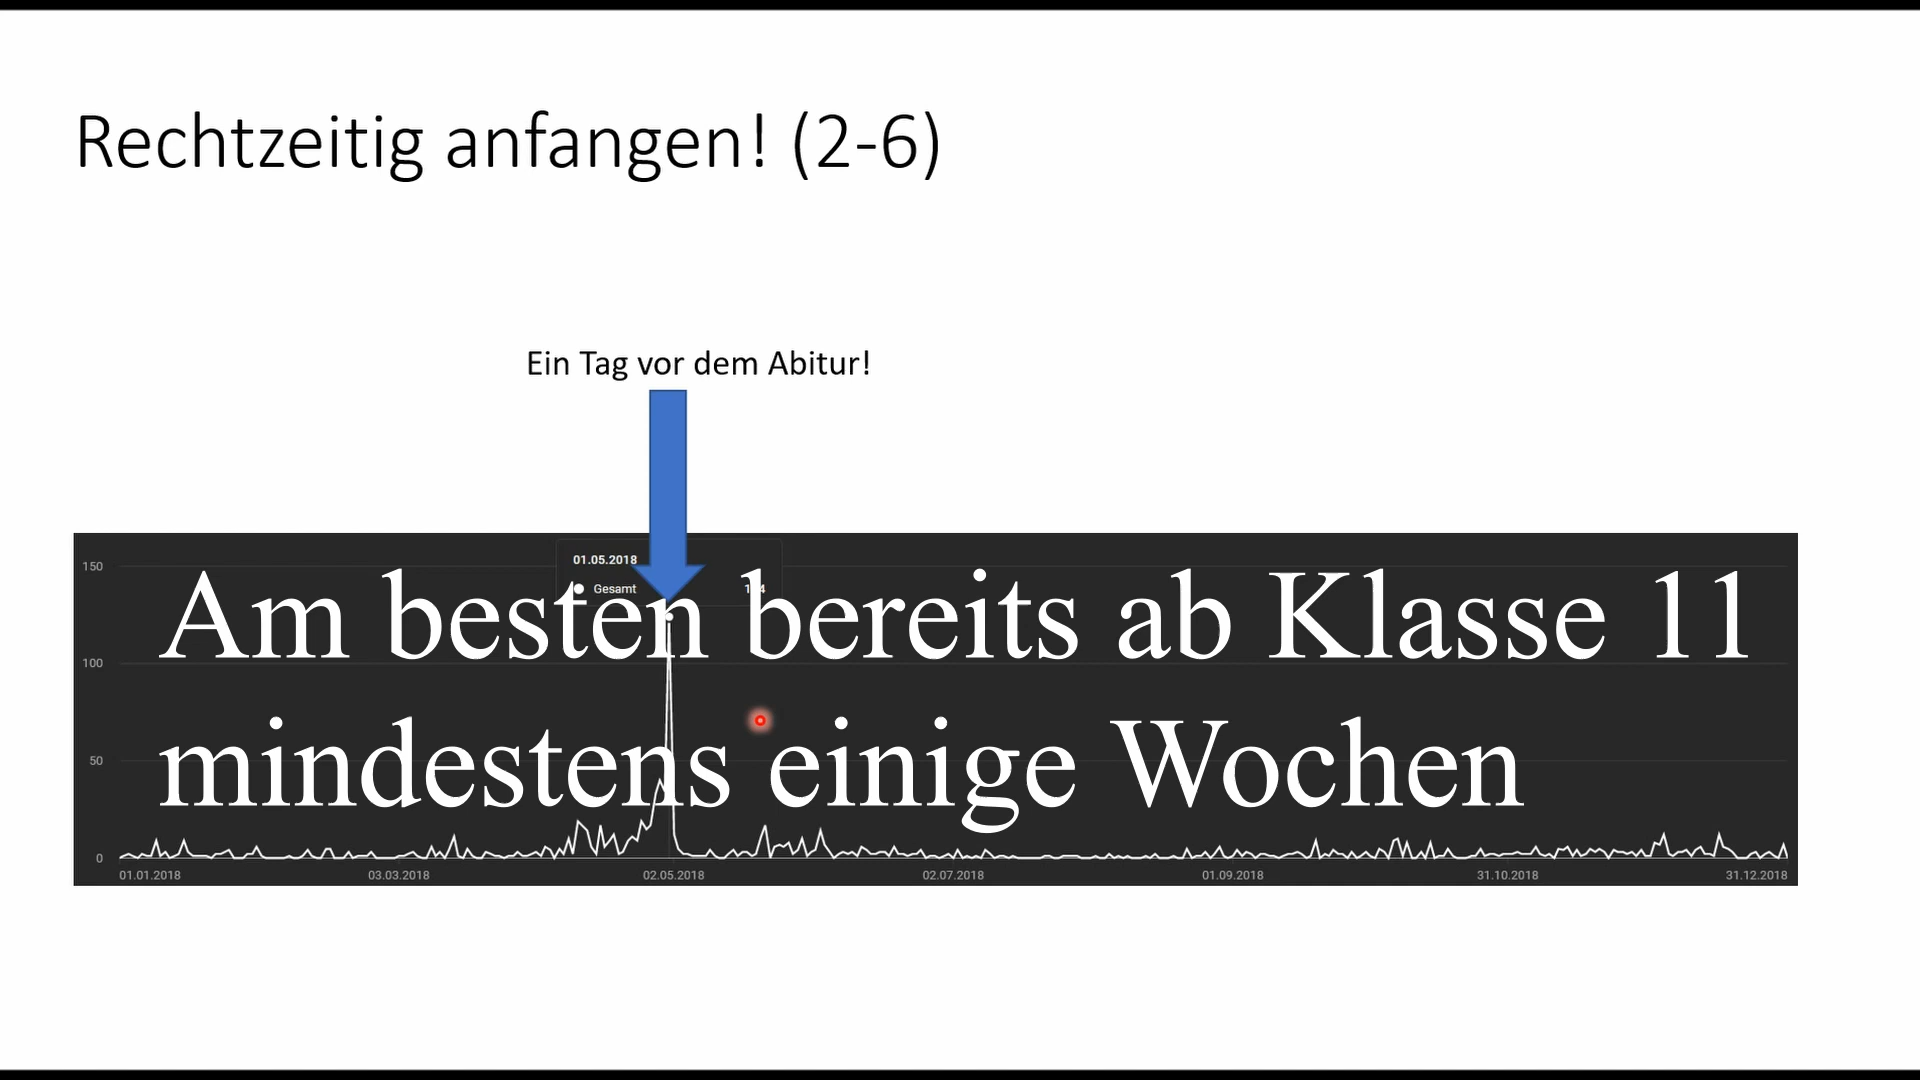 Rechtzeitig anfangen! (2-6)
Ein Tag vor dem Abitur!
01.05.2018
Gesamt
150
100
50
0
Am besten bereits ab Klasse 11
mindestens einige Wochen
01.01.2018 03.03.2018 02.05.2018 02.07.2018 01.09.2018 31.10.2018 31.12.2018